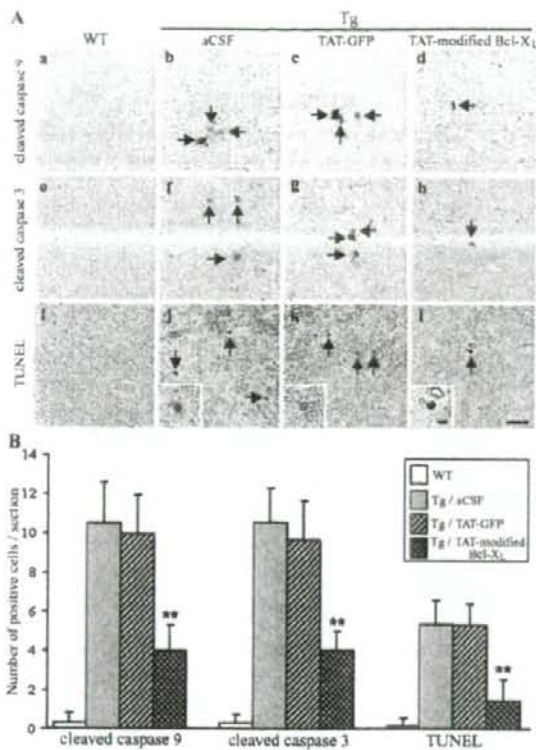 A
Tg
WT aCSF TAT-GFP TAT-modified Bcl-XL
cleaved caspase 9
a b c d
cleaved caspase 3
e f g h
TUNEL
i j k l
B
Number of positive cells / section
14
12
10
8
6
4
2
0
WT
Tg / aCSF
Tg / TAT-GFP
Tg / TAT-modified
Bcl-XL
** ** **
cleaved caspase 9 cleaved caspase 3 TUNEL